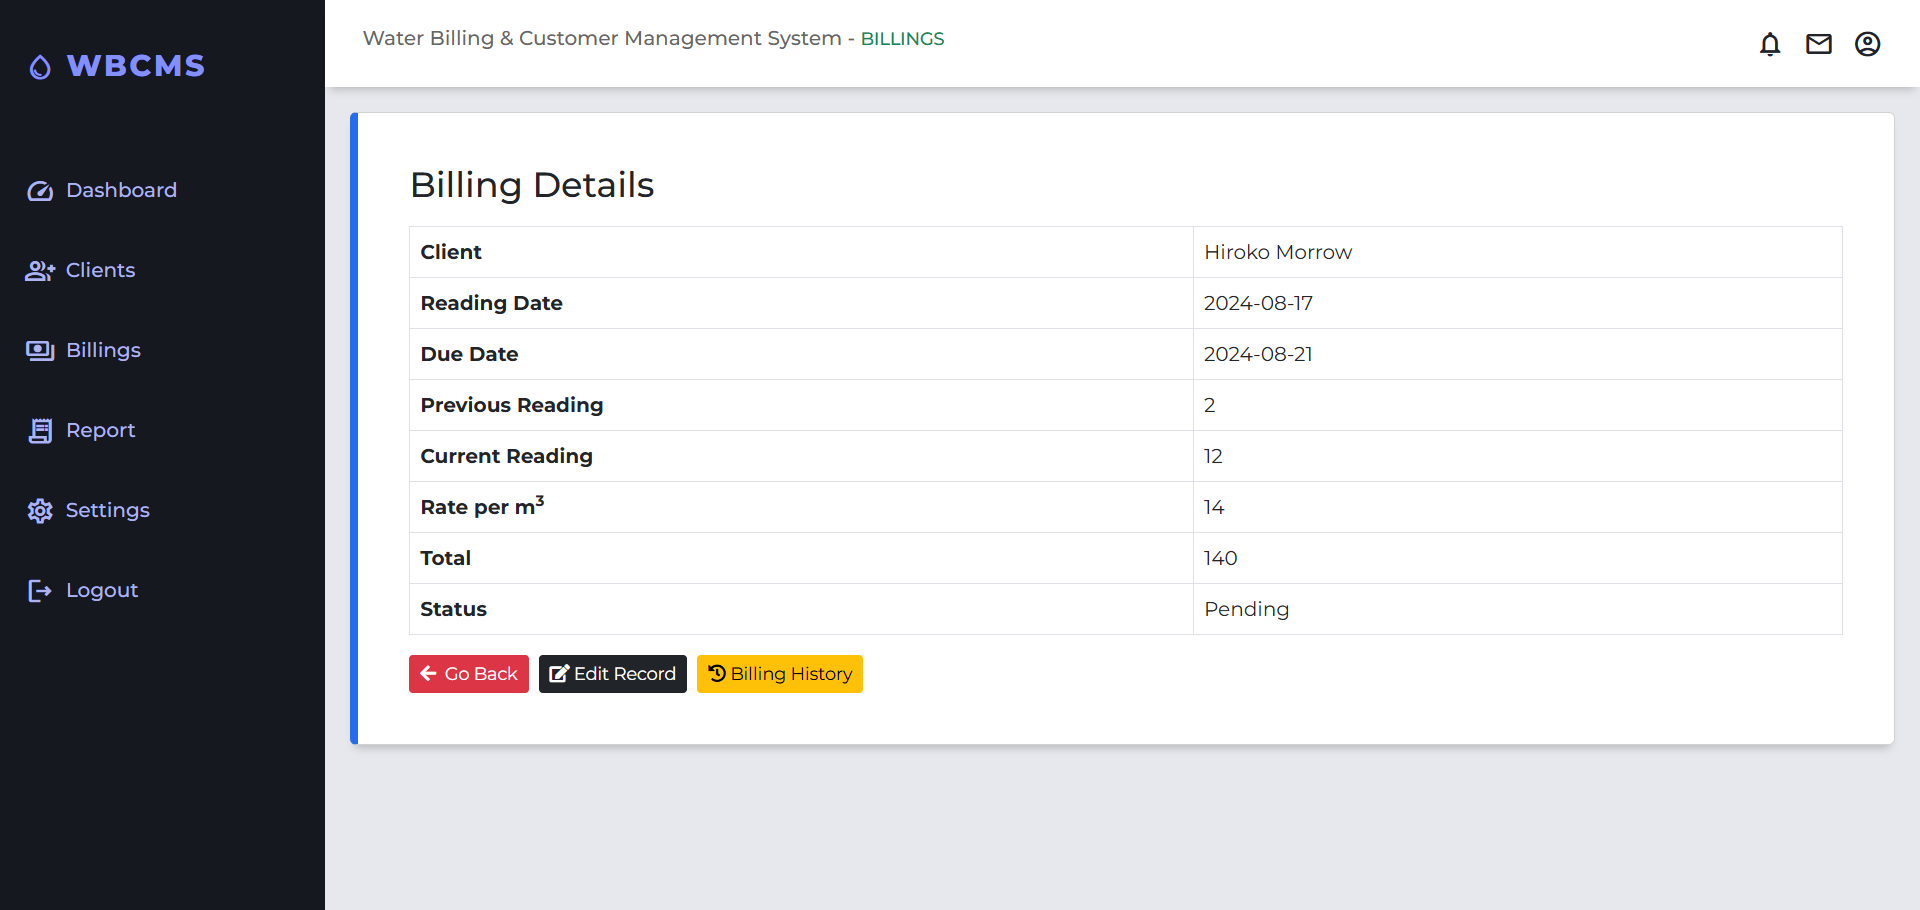 WBCMS
Dashboard
Clients
Billings
Report
Settings
Logout
Water Billing & Customer Management System - BILLINGS
Billing Details
Client Hiroko Morrow
Reading Date 2024-08-17
Due Date 2024-08-21
Previous Reading 2
Current Reading 12
Rate per m³ 14
Total 140
Status Pending
Go Back Edit Record Billing History